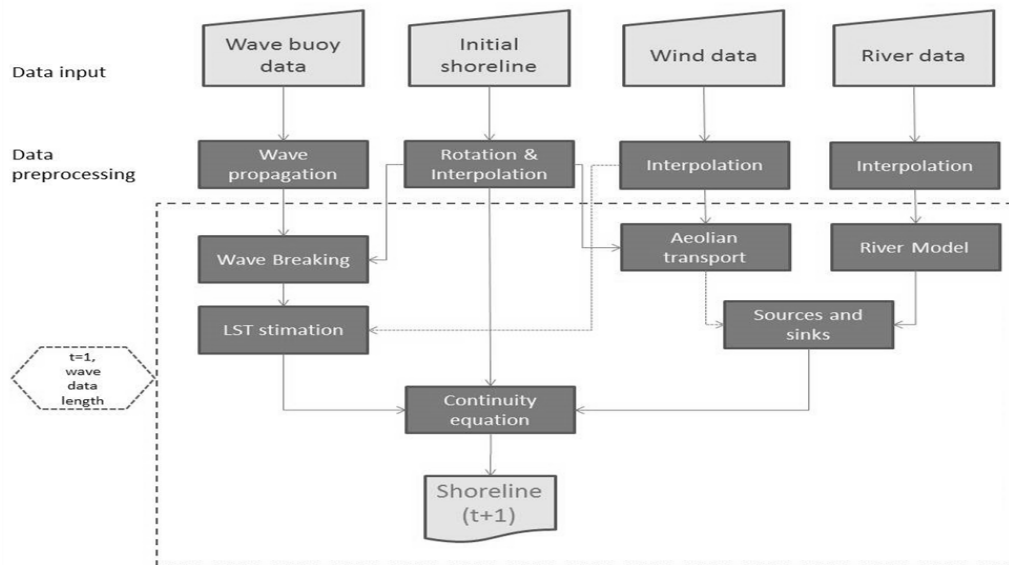 Data input
Wave buoy
data
Initial
shoreline
Wind data
River data
Data
preprocessing
Wave
propagation
Rotation &
Interpolation
Interpolation
Interpolation
Wave Breaking
Aeolian
transport
River Model
LST stimation
Sources and
sinks
t=1,
wave
data
length
Continuity
equation
Shoreline
(t+1)